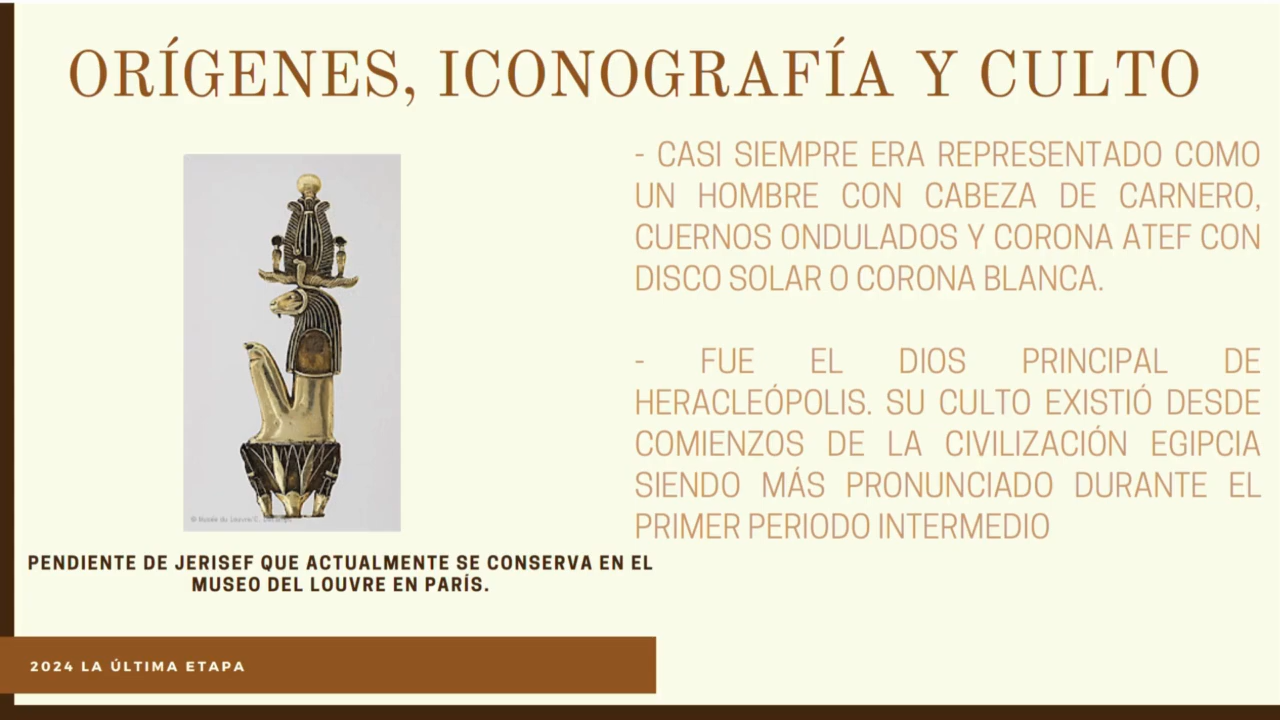 ORÍGENES, ICONOGRAFÍA Y CULTO
- CASI SIEMPRE ERA REPRESENTADO COMO
UN HOMBRE CON CABEZA DE CARNERO,
CUERNOS ONDULADOS Y CORONA ATEF CON
DISCO SOLAR O CORONA BLANCA.
- FUE EL DIOS PRINCIPAL DE
HERACLEÓPOLIS. SU CULTO EXISTIÓ DESDE
COMIENZOS DE LA CIVILIZACIÓN EGIPCIA
SIENDO MÁS PRONUNCIADO DURANTE EL
PRIMER PERIODO INTERMEDIO
© Musée du Louvre/C.
PENDIENTE DE JERISEF QUE ACTUALMENTE SE CONSERVA EN EL
MUSEO DEL LOUVRE EN PARÍS.
2024 LA ÚLTIMA ETAPA